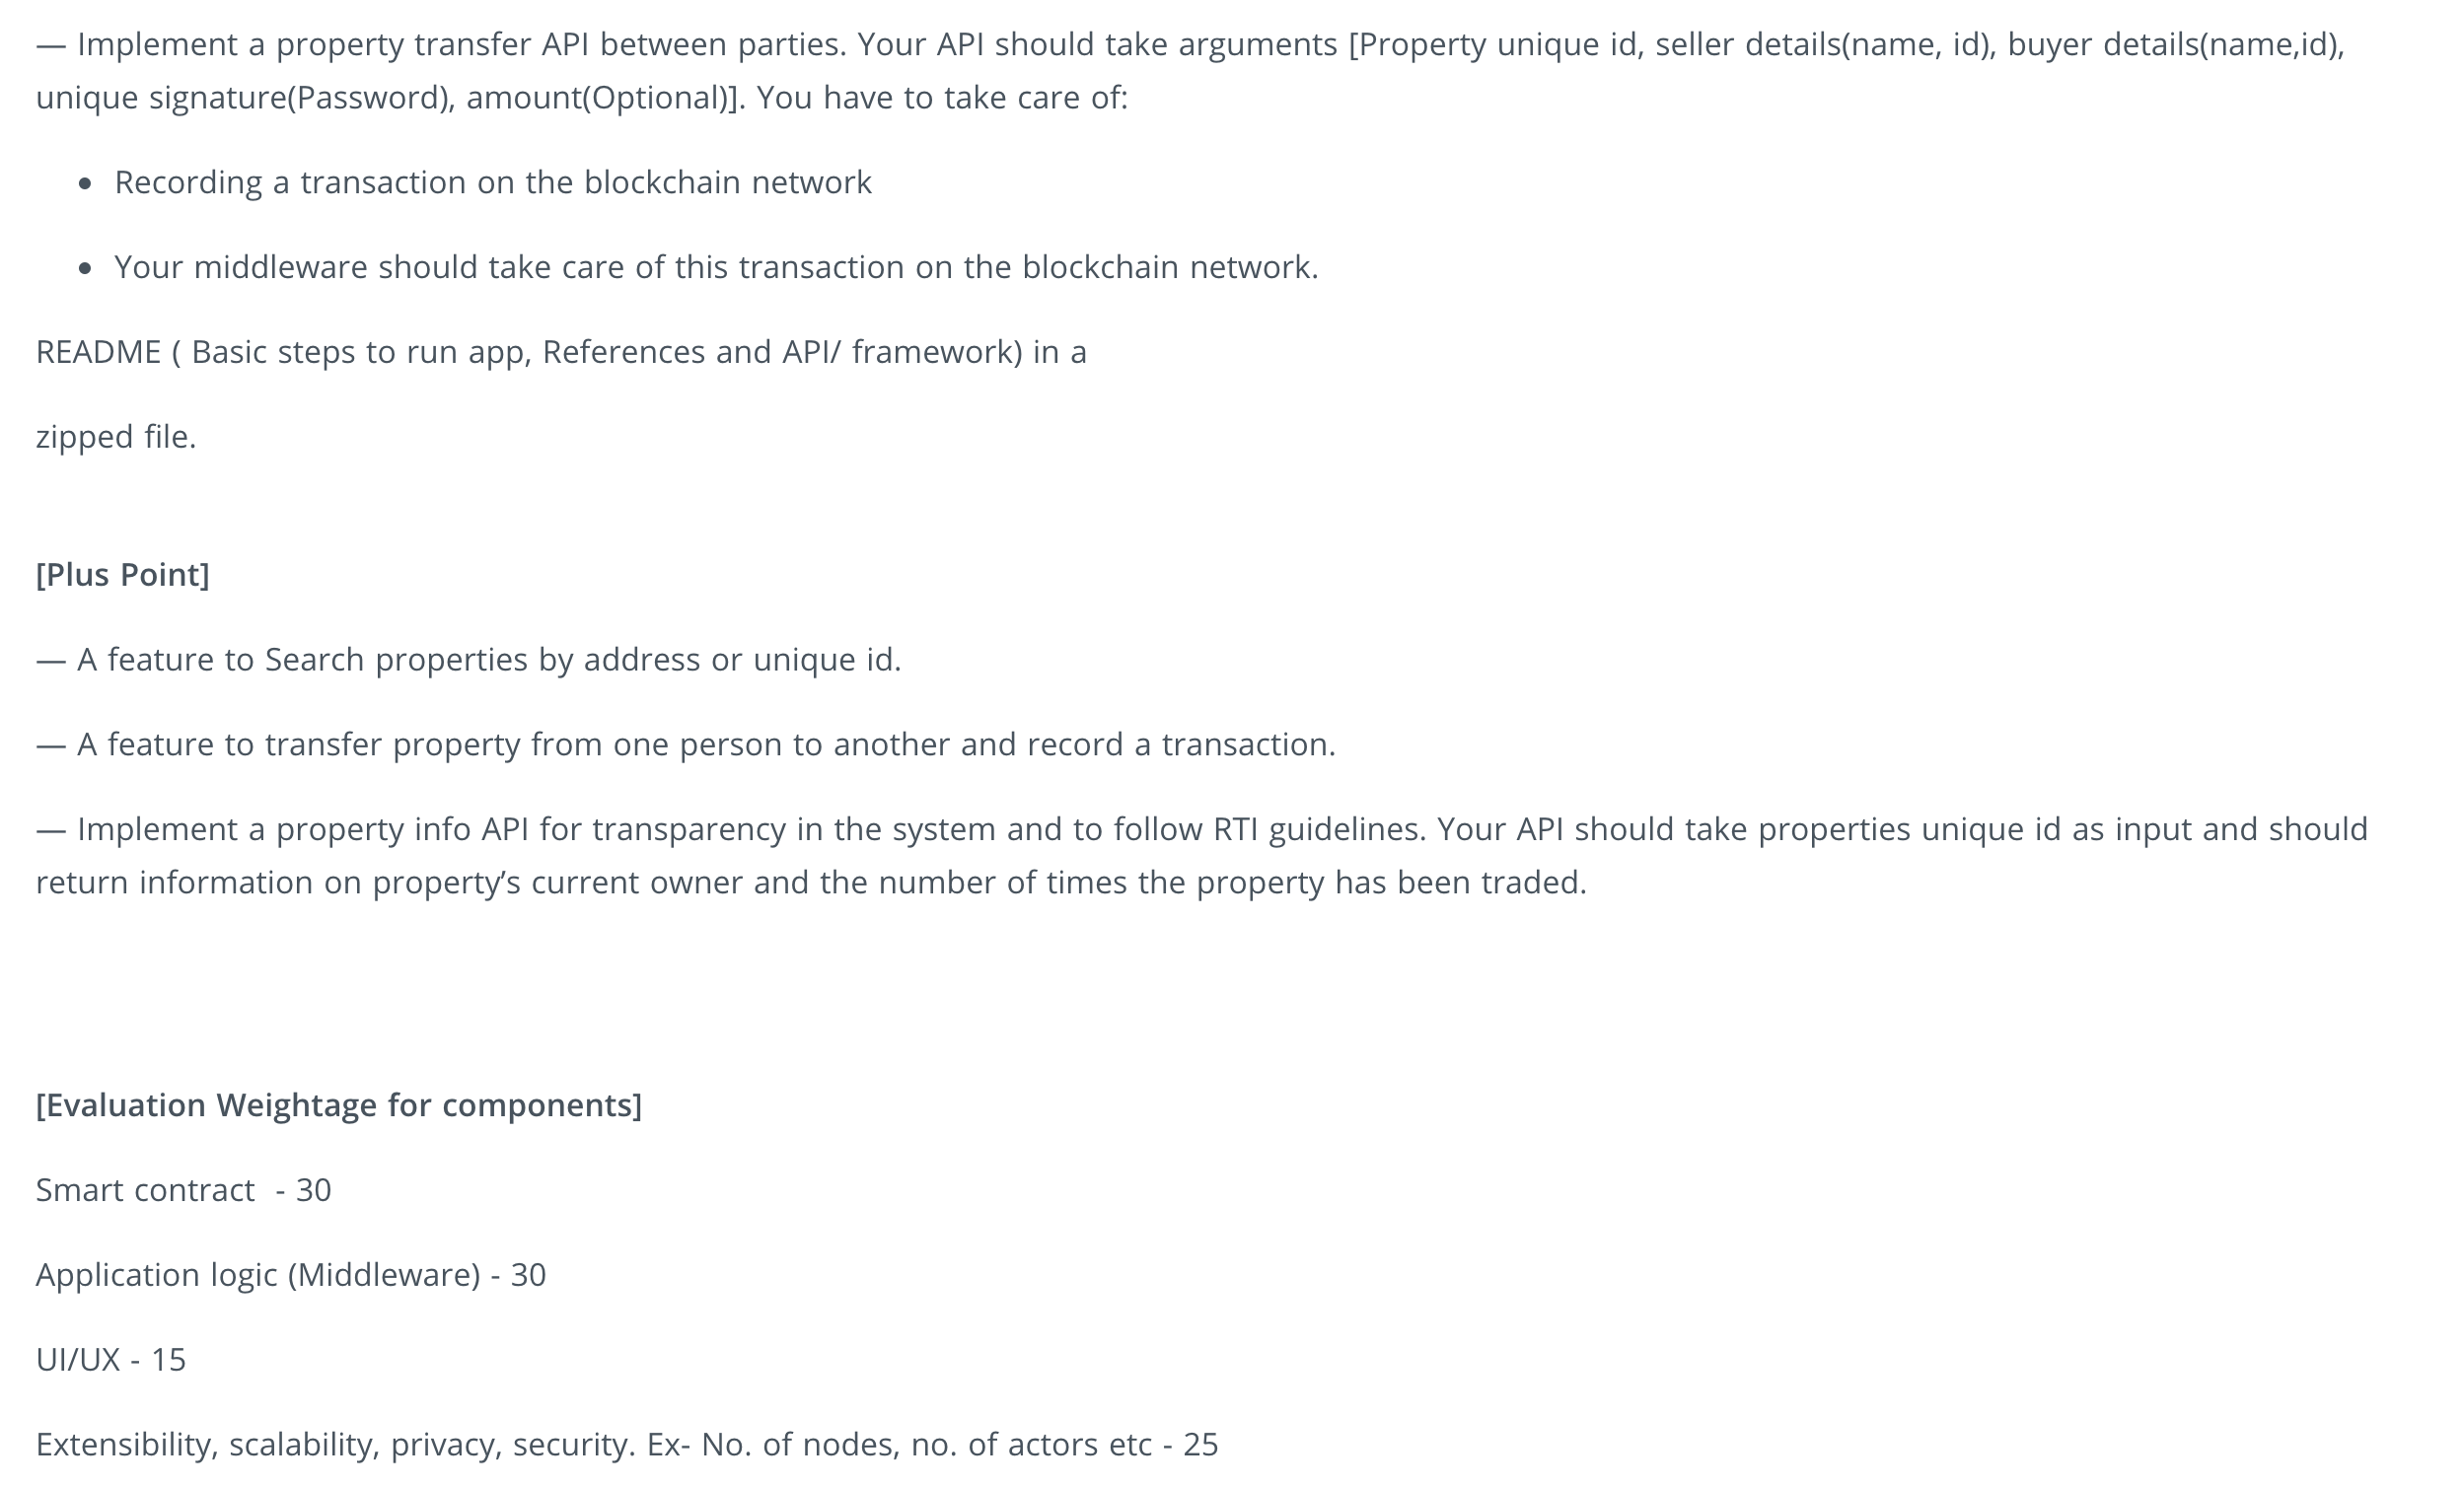 — Implement a property transfer API between parties. Your API should take arguments [Property unique id, seller details(name, id), buyer details(name,id),
unique signature(Password), amount(Optional)]. You have to take care of:
• Recording a transaction on the blockchain network
• Your middleware should take care of this transaction on the blockchain network.
README ( Basic steps to run app, References and API/ framework) in a
zipped file.
[Plus Point]
— A feature to Search properties by address or unique id.
— A feature to transfer property from one person to another and record a transaction.
— Implement a property info API for transparency in the system and to follow RTI guidelines. Your API should take properties unique id as input and should
return information on property’s current owner and the number of times the property has been traded.
[Evaluation Weightage for components]
Smart contract  - 30
Application logic (Middleware) - 30
UI/UX - 15
Extensibility, scalability, privacy, security. Ex- No. of nodes, no. of actors etc - 25